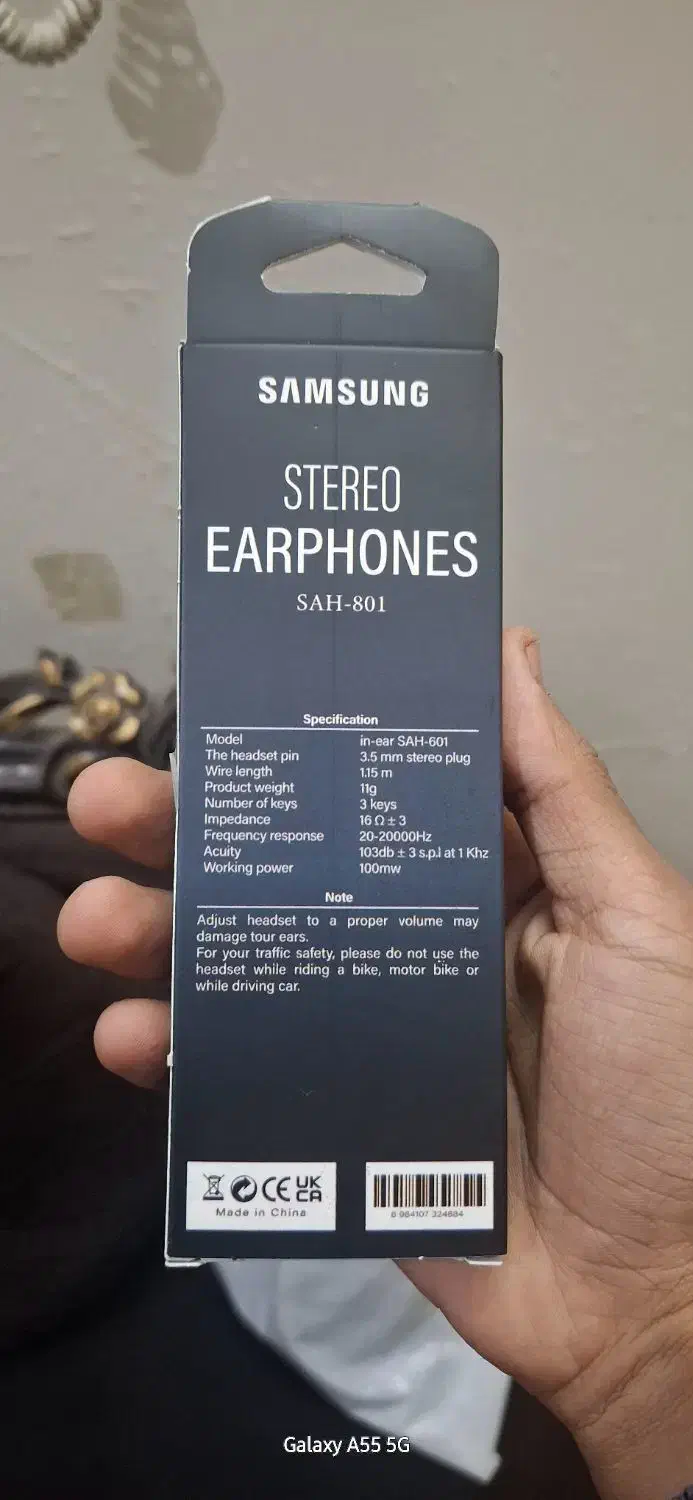 SAMSUNG
STEREO
EARPHONES
SAH-801
Specification
Model in-ear SAH-601
The headset pin 3.5 mm stereo plug
Wire length 1.15 m
Product weight 11g
Number of keys 3 keys
Impedance 16 Ω ± 3
Frequency response 20-20000Hz
Acuity 103db ± 3 s.p.l at 1 Khz
Working power 100mw
Note
Adjust headset to a proper volume may
damage tour ears.
For your traffic safety, please do not use the
headset while riding a bike, motor bike or
while driving car.
CE UK CA
Made in China
8 984107 324884
Galaxy A55 5G